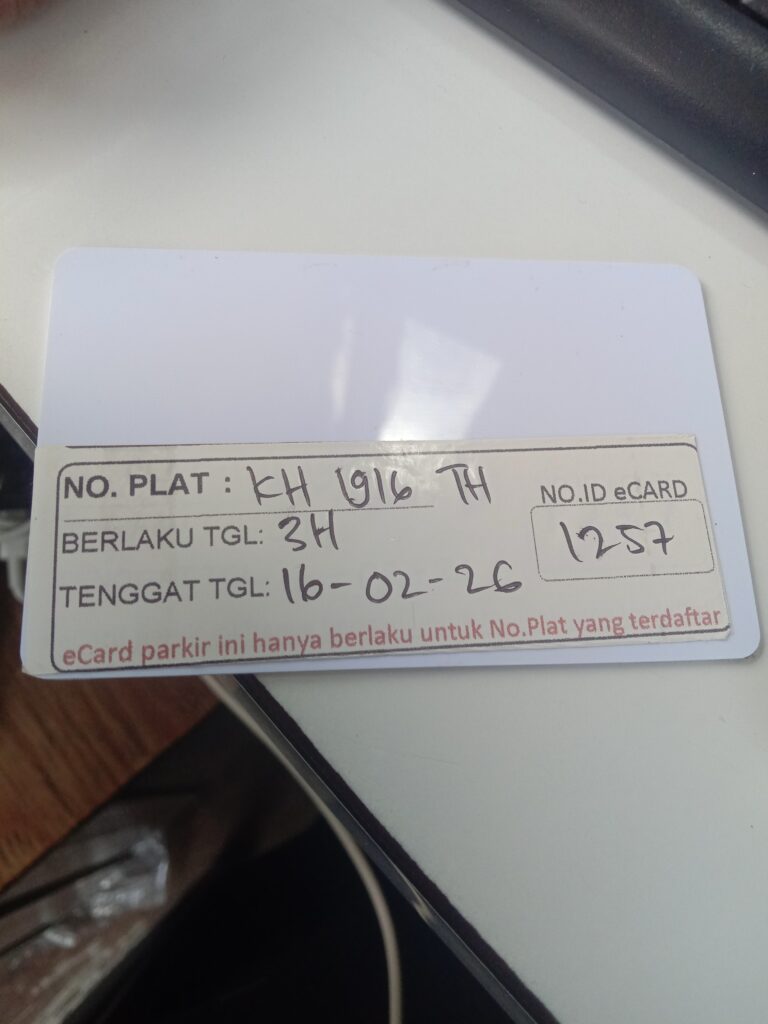 NO. PLAT : KH 1916 TH
NO.ID eCARD
1257
BERLAKU TGL: 3H
TENGGAT TGL: 16-02-26
eCard parkir ini hanya berlaku untuk No.Plat yang terdaftar